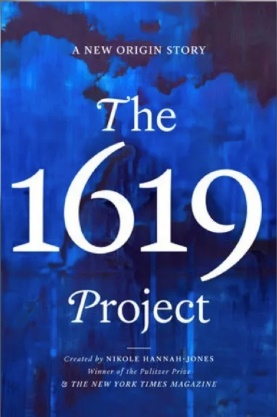 A NEW ORIGIN STORY
The
1619
Project
Created by NIKOLE HANNAH-JONES
Winner of the Pulitzer Prize
& THE NEW YORK TIMES MAGAZINE